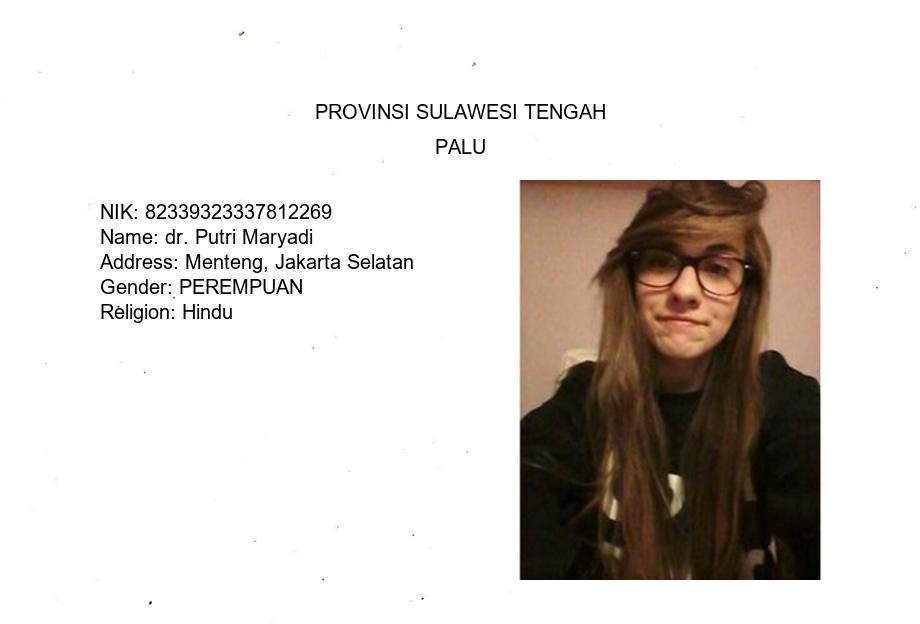 PROVINSI SULAWESI TENGAH
PALU
NIK: 82339323337812269
Name: dr. Putri Maryadi
Address: Menteng, Jakarta Selatan
Gender: PEREMPUAN
Religion: Hindu